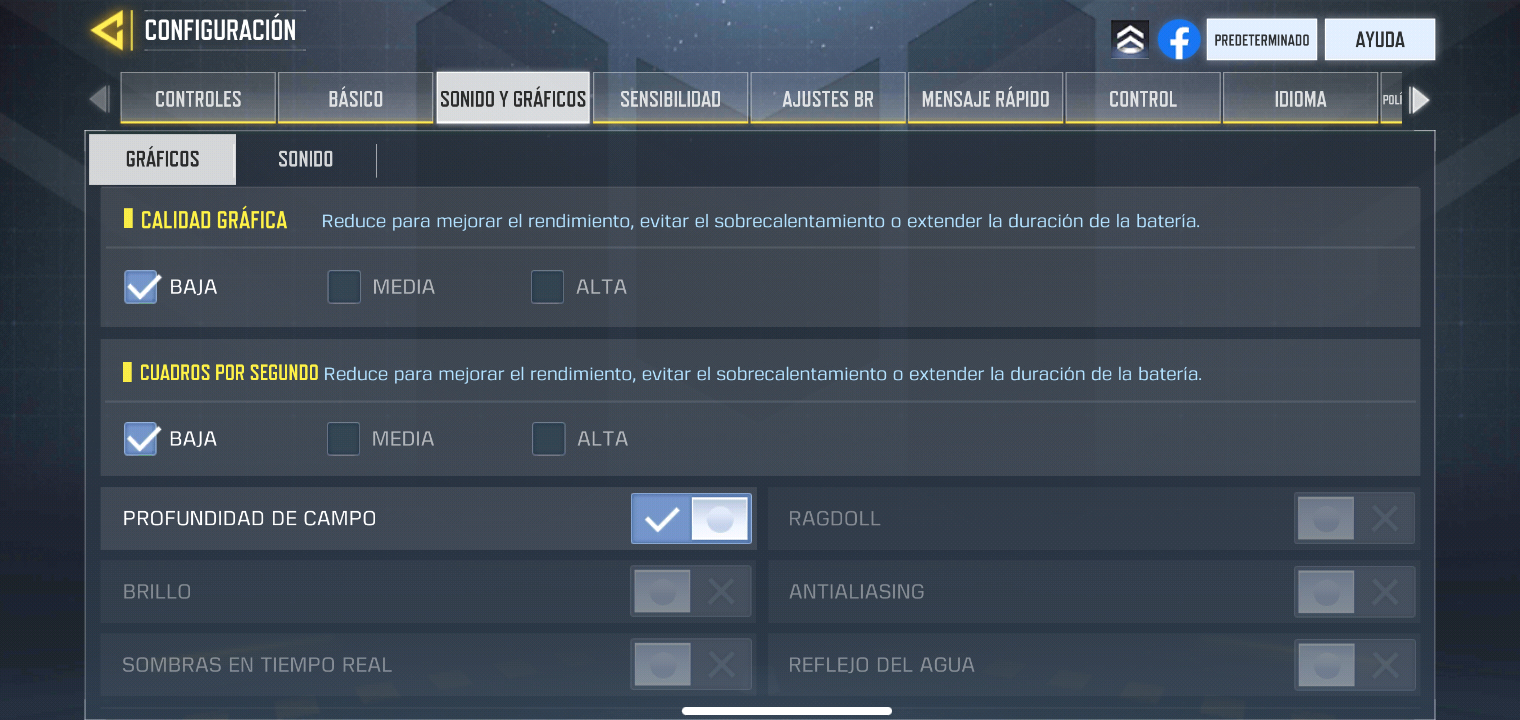 CONFIGURACIÓN
PREDETERMINADO
AYUDA
CONTROLES
BÁSICO
SONIDO Y GRÁFICOS
SENSIBILIDAD
AJUSTES BR
MENSAJE RÁPIDO
CONTROL
IDIOMA
POLÍ
GRÁFICOS
SONIDO
CALIDAD GRÁFICA Reduce para mejorar el rendimiento, evitar el sobrecalentamiento o extender la duración de la batería.
BAJA MEDIA ALTA
CUADROS POR SEGUNDO Reduce para mejorar el rendimiento, evitar el sobrecalentamiento o extender la duración de la batería.
BAJA MEDIA ALTA
PROFUNDIDAD DE CAMPO
RAGDOLL
BRILLO
ANTIALIASING
SOMBRAS EN TIEMPO REAL
REFLEJO DEL AGUA